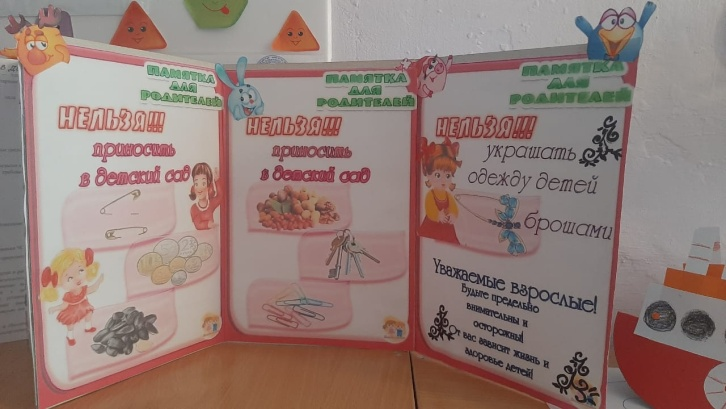 ПАМЯТКА
ДЛЯ
РОДИТЕЛЕЙ
НЕЛЬЗЯ!!!
приносить
в детский сад
ПАМЯТКА
ДЛЯ
РОДИТЕЛЕЙ
НЕЛЬЗЯ!!!
приносить
в детский сад
ПАМЯТКА
ДЛЯ
РОДИТЕЛЕЙ
НЕЛЬЗЯ!!!
украшать
одежду детей
брошами
Уважаемые взрослые!
Будьте предельно
внимательны и
осторожны!
От вас зависит жизнь и
здоровье детей!